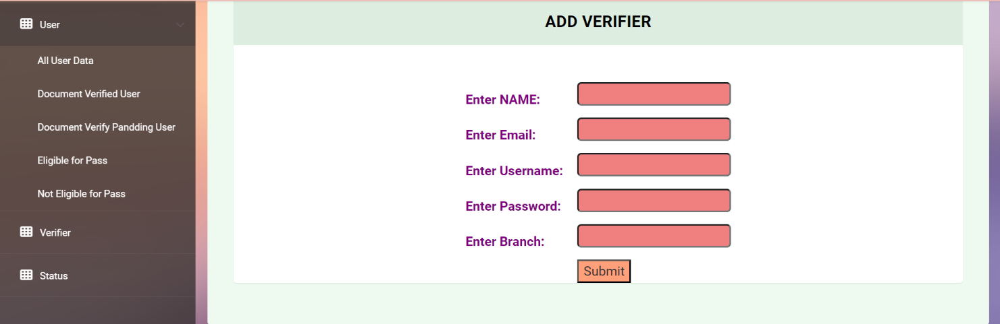 User
All User Data
Document Verified User
Document Verify Pandding User
Eligible for Pass
Not Eligible for Pass
Verifier
Status
ADD VERIFIER
Enter NAME:
Enter Email:
Enter Username:
Enter Password:
Enter Branch:
Submit